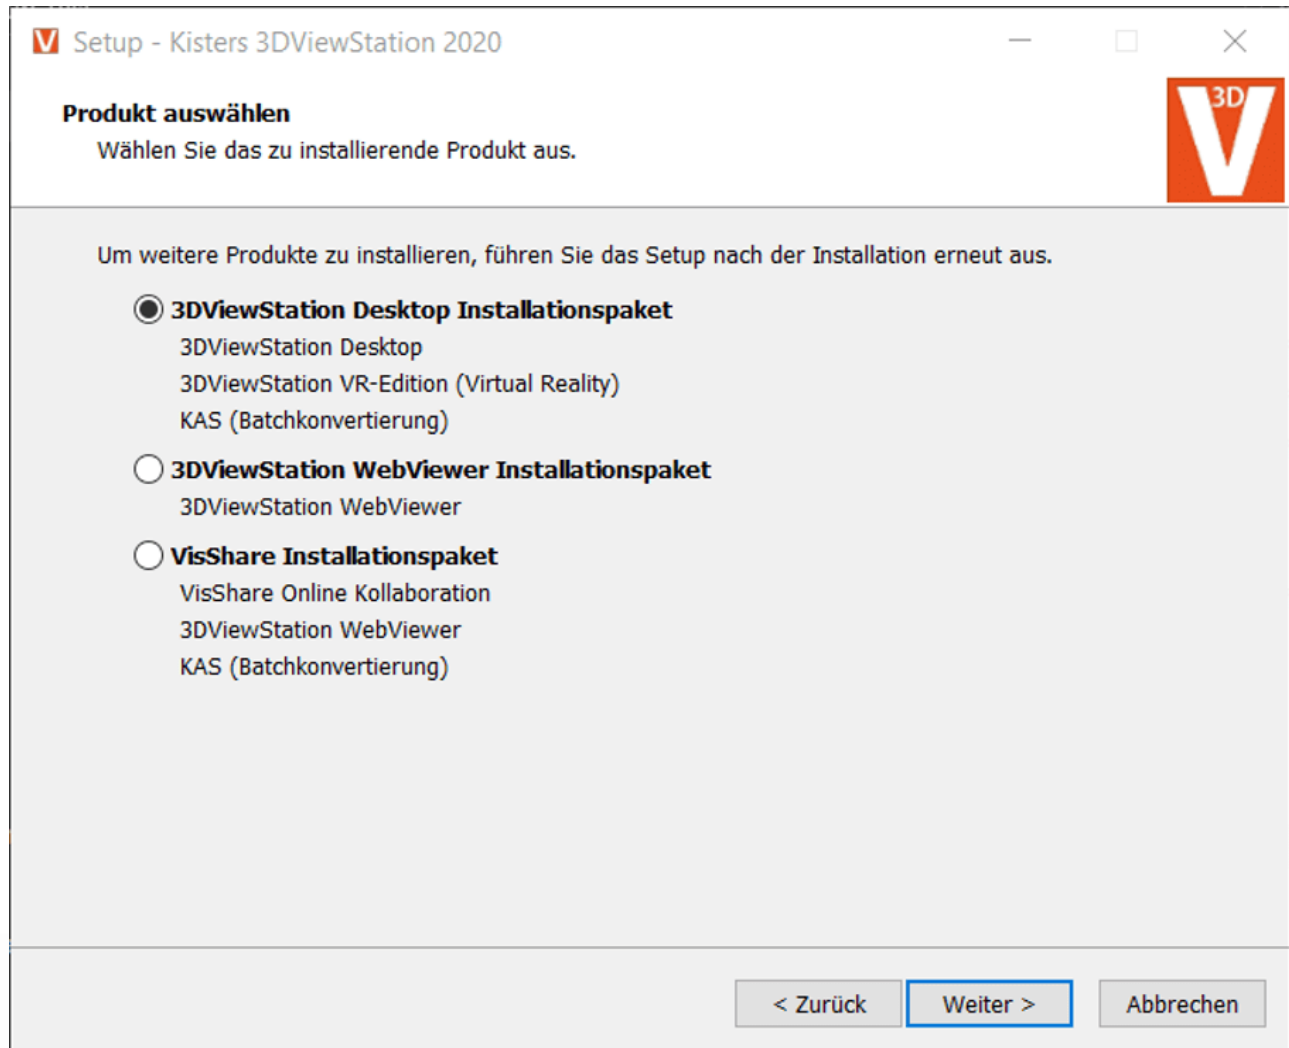 Setup - Kisters 3DViewStation 2020
3D
V
Produkt auswählen
Wählen Sie das zu installierende Produkt aus.
Um weitere Produkte zu installieren, führen Sie das Setup nach der Installation erneut aus.
3DViewStation Desktop Installationspaket
3DViewStation Desktop
3DViewStation VR-Edition (Virtual Reality)
KAS (Batchkonvertierung)
3DViewStation WebViewer Installationspaket
3DViewStation WebViewer
VisShare Installationspaket
VisShare Online Kollaboration
3DViewStation WebViewer
KAS (Batchkonvertierung)
< Zurück
Weiter >
Abbrechen